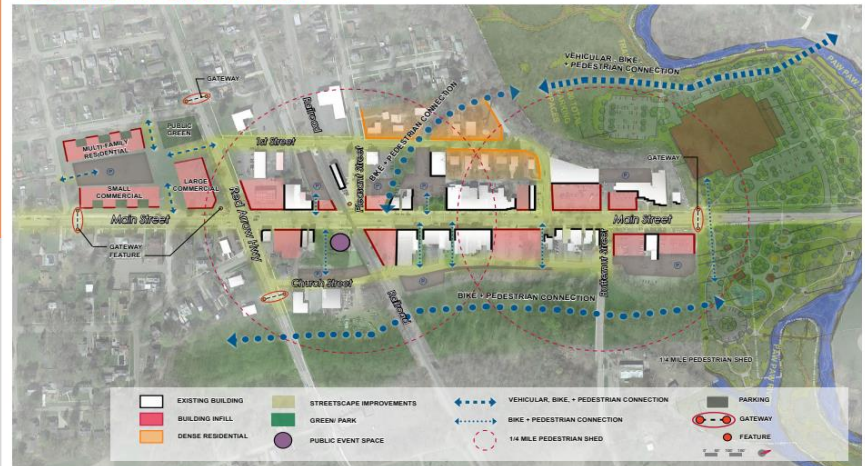 GATEWAY
VEHICULAR, BIKE,
+ PEDESTRIAN CONNECTION
PAW PAW
BIKE + PEDESTRIAN CONNECTION
Railroad
PUBLIC
GREEN
1st Street
MULTI-FAMILY
RESIDENTIAL
SMALL
COMMERCIAL
LARGE
COMMERCIAL
Pleasant Street
GATEWAY
Main Street
Red Arrow HWY
Main Street
GATEWAY
FEATURE
Butternut Street
Church Street
Railroad
BIKE + PEDESTRIAN CONNECTION
1/4 MILE PEDESTRIAN SHED
EXISTING BUILDING
BUILDING INFILL
DENSE RESIDENTIAL
STREETSCAPE IMPROVEMENTS
GREEN/ PARK
PUBLIC EVENT SPACE
VEHICULAR, BIKE, + PEDESTRIAN CONNECTION
BIKE + PEDESTRIAN CONNECTION
1/4 MILE PEDESTRIAN SHED
PARKING
GATEWAY
FEATURE